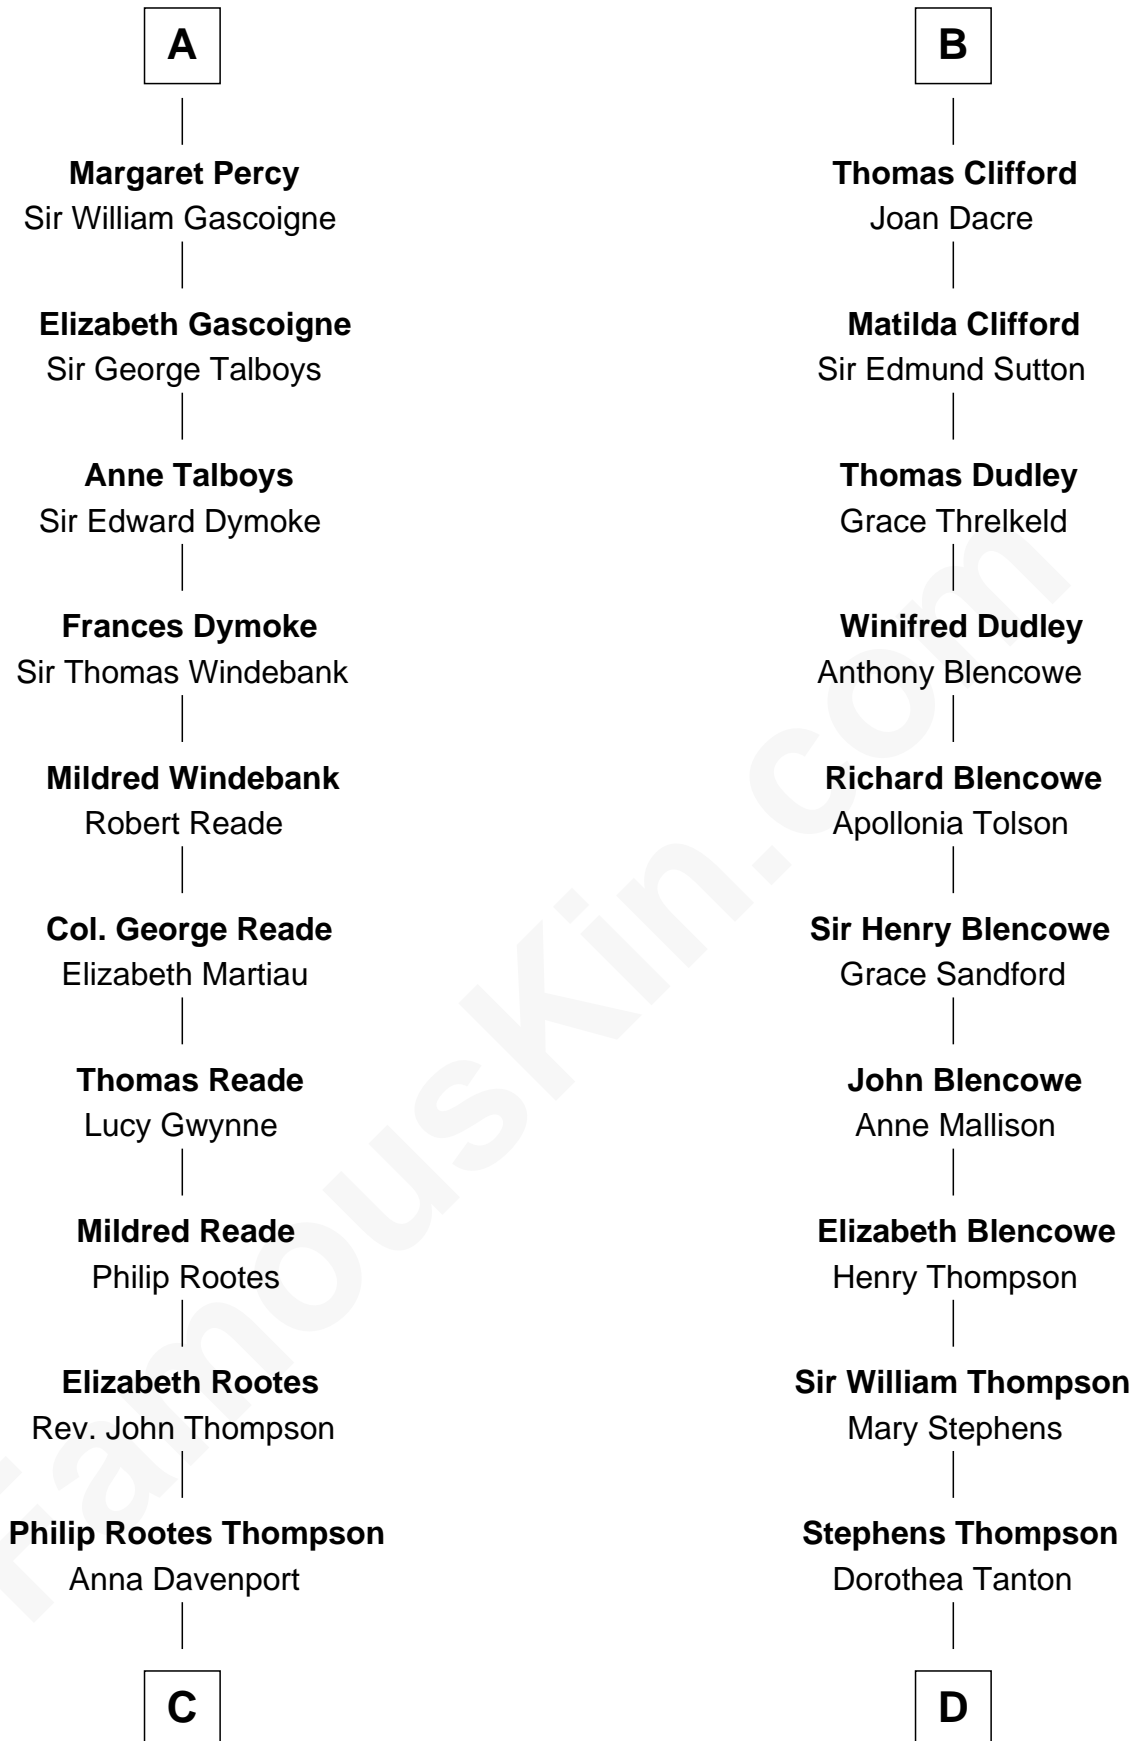 A
Margaret Percy
Sir William Gascoigne
Elizabeth Gascoigne
Sir George Talboys
Anne Talboys
Sir Edward Dymoke
Frances Dymoke
Sir Thomas Windebank
Mildred Windebank
Robert Reade
Col. George Reade
Elizabeth Martiau
Thomas Reade
Lucy Gwynne
Mildred Reade
Philip Rootes
Elizabeth Rootes
Rev. John Thompson
Philip Rootes Thompson
Anna Davenport
C
B
Thomas Clifford
Joan Dacre
Matilda Clifford
Sir Edmund Sutton
Thomas Dudley
Grace Threlkeld
Winifred Dudley
Anthony Blencowe
Richard Blencowe
Apollonia Tolson
Sir Henry Blencowe
Grace Sandford
John Blencowe
Anne Mallison
Elizabeth Blencowe
Henry Thompson
Sir William Thompson
Mary Stephens
Stephens Thompson
Dorothea Tanton
D
FamousKin.com